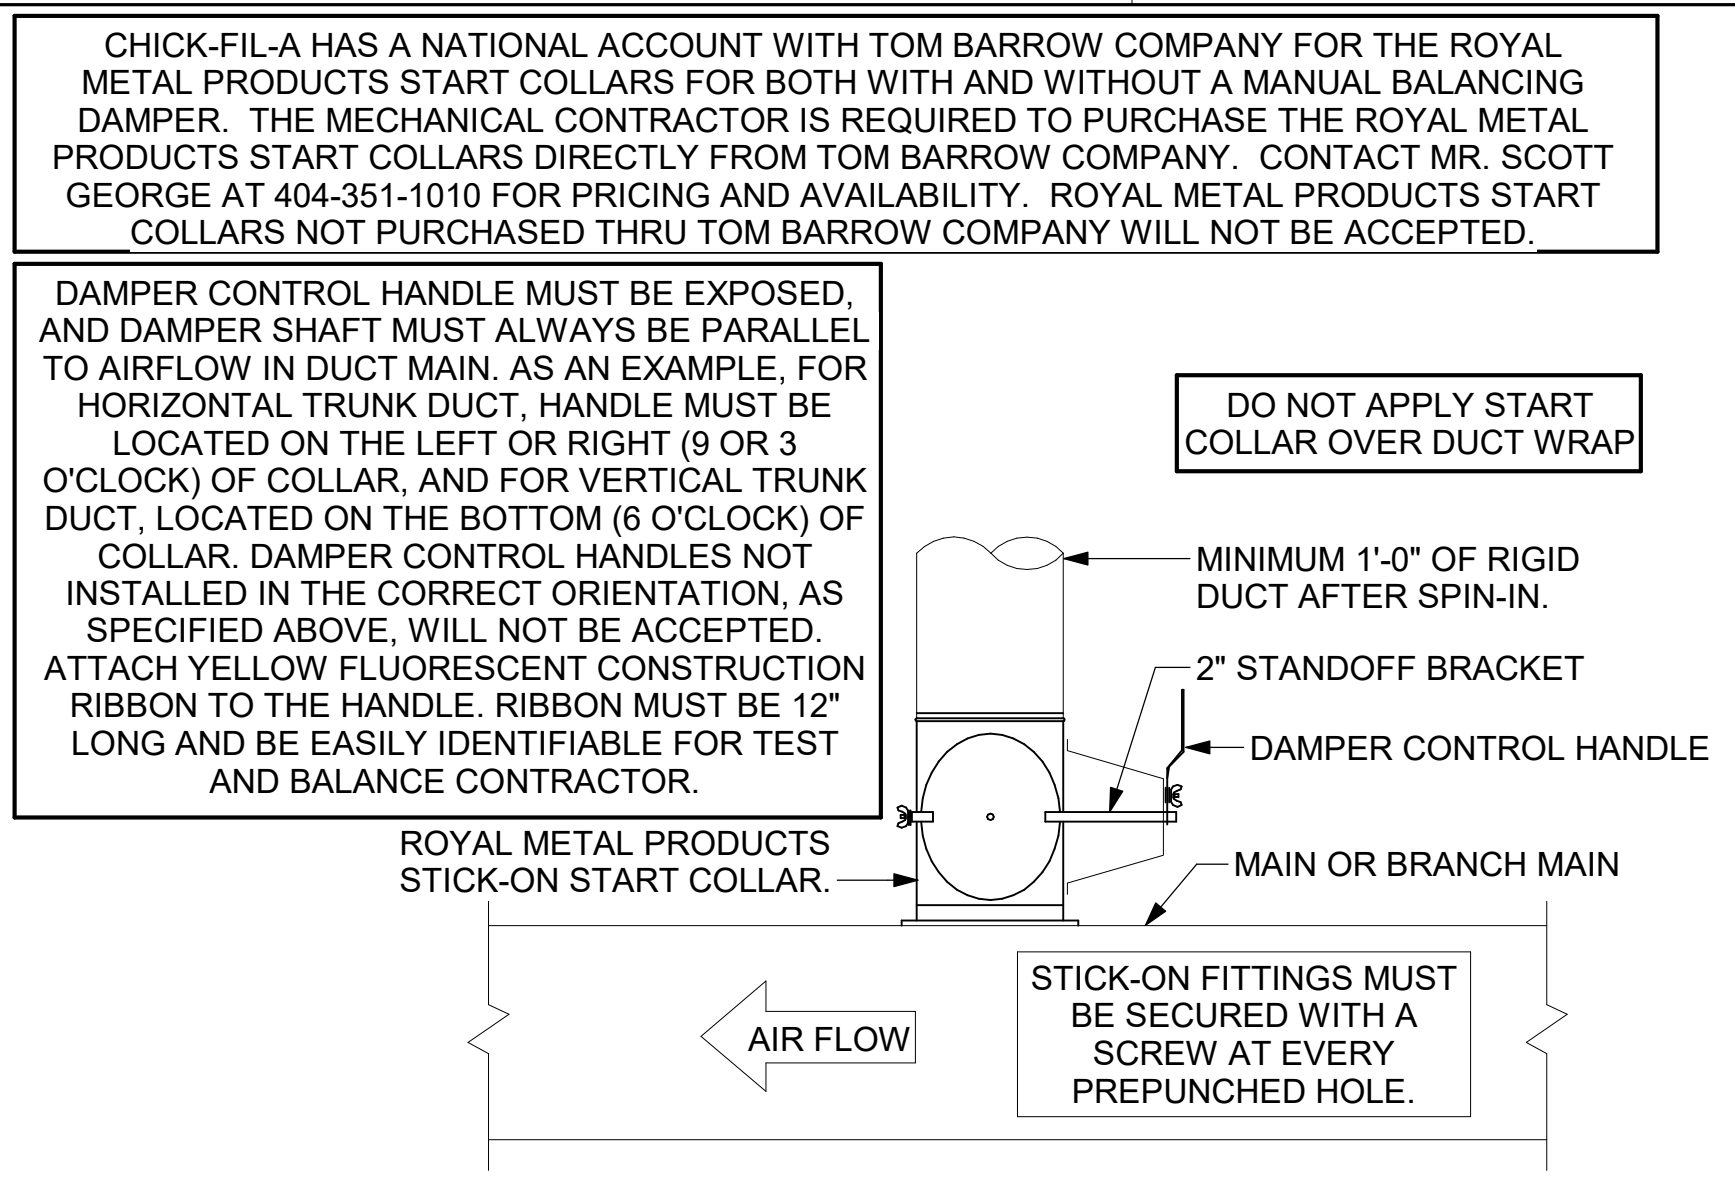 CHICK-FIL-A HAS A NATIONAL ACCOUNT WITH TOM BARROW COMPANY FOR THE ROYAL
METAL PRODUCTS START COLLARS FOR BOTH WITH AND WITHOUT A MANUAL BALANCING
DAMPER. THE MECHANICAL CONTRACTOR IS REQUIRED TO PURCHASE THE ROYAL METAL
PRODUCTS START COLLARS DIRECTLY FROM TOM BARROW COMPANY. CONTACT MR. SCOTT
GEORGE AT 404-351-1010 FOR PRICING AND AVAILABILITY. ROYAL METAL PRODUCTS START
COLLARS NOT PURCHASED THRU TOM BARROW COMPANY WILL NOT BE ACCEPTED.
DAMPER CONTROL HANDLE MUST BE EXPOSED,
AND DAMPER SHAFT MUST ALWAYS BE PARALLEL
TO AIRFLOW IN DUCT MAIN. AS AN EXAMPLE, FOR
HORIZONTAL TRUNK DUCT, HANDLE MUST BE
LOCATED ON THE LEFT OR RIGHT (9 OR 3
O'CLOCK) OF COLLAR, AND FOR VERTICAL TRUNK
DUCT, LOCATED ON THE BOTTOM (6 O'CLOCK) OF
COLLAR. DAMPER CONTROL HANDLES NOT
INSTALLED IN THE CORRECT ORIENTATION, AS
SPECIFIED ABOVE, WILL NOT BE ACCEPTED.
ATTACH YELLOW FLUORESCENT CONSTRUCTION
RIBBON TO THE HANDLE. RIBBON MUST BE 12"
LONG AND BE EASILY IDENTIFIABLE FOR TEST
AND BALANCE CONTRACTOR.
DO NOT APPLY START
COLLAR OVER DUCT WRAP
MINIMUM 1'-0" OF RIGID
DUCT AFTER SPIN-IN.
2" STANDOFF BRACKET
DAMPER CONTROL HANDLE
ROYAL METAL PRODUCTS
STICK-ON START COLLAR.
MAIN OR BRANCH MAIN
STICK-ON FITTINGS MUST
BE SECURED WITH A
SCREW AT EVERY
PREPUNCHED HOLE.
AIR FLOW